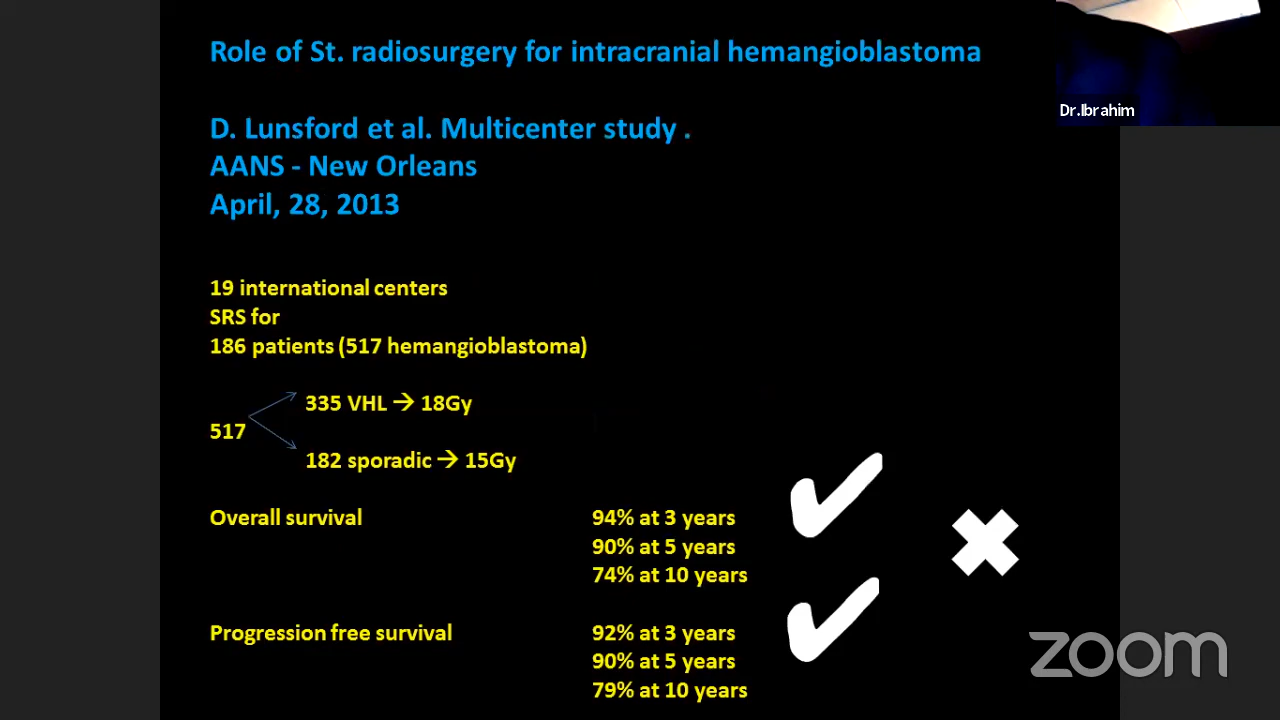 Role of St. radiosurgery for intracranial hemangioblastoma
D. Lunsford et al. Multicenter study .
AANS - New Orleans
April, 28, 2013
Dr.Ibrahim
19 international centers
SRS for
186 patients (517 hemangioblastoma)
335 VHL → 18Gy
517
182 sporadic → 15Gy
Overall survival 94% at 3 years
90% at 5 years
74% at 10 years
Progression free survival 92% at 3 years
90% at 5 years
79% at 10 years
zoom